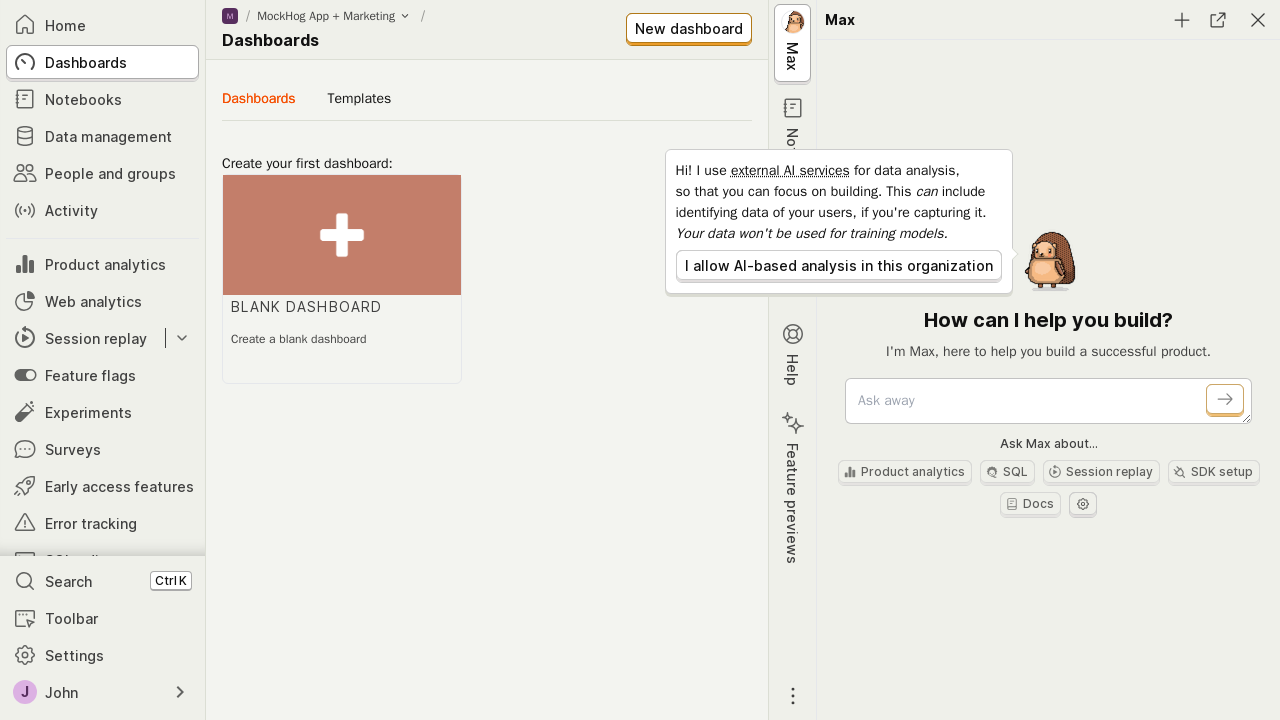 Home
Dashboards
Notebooks
Data management
People and groups
Activity
Product analytics
Web analytics
Session replay
Feature flags
Experiments
Surveys
Early access features
Error tracking
Search Ctrl K
Toolbar
Settings
J John
M / MockHog App + Marketing /
Dashboards
New dashboard
Dashboards Templates
Create your first dashboard:
BLANK DASHBOARD
Create a blank dashboard
Max
Help
Feature previews
Max
Hi! I use external AI services for data analysis,
so that you can focus on building. This can include
identifying data of your users, if you're capturing it.
Your data won't be used for training models.
I allow AI-based analysis in this organization
How can I help you build?
I'm Max, here to help you build a successful product.
Ask away
Ask Max about...
Product analytics SQL Session replay SDK setup
Docs